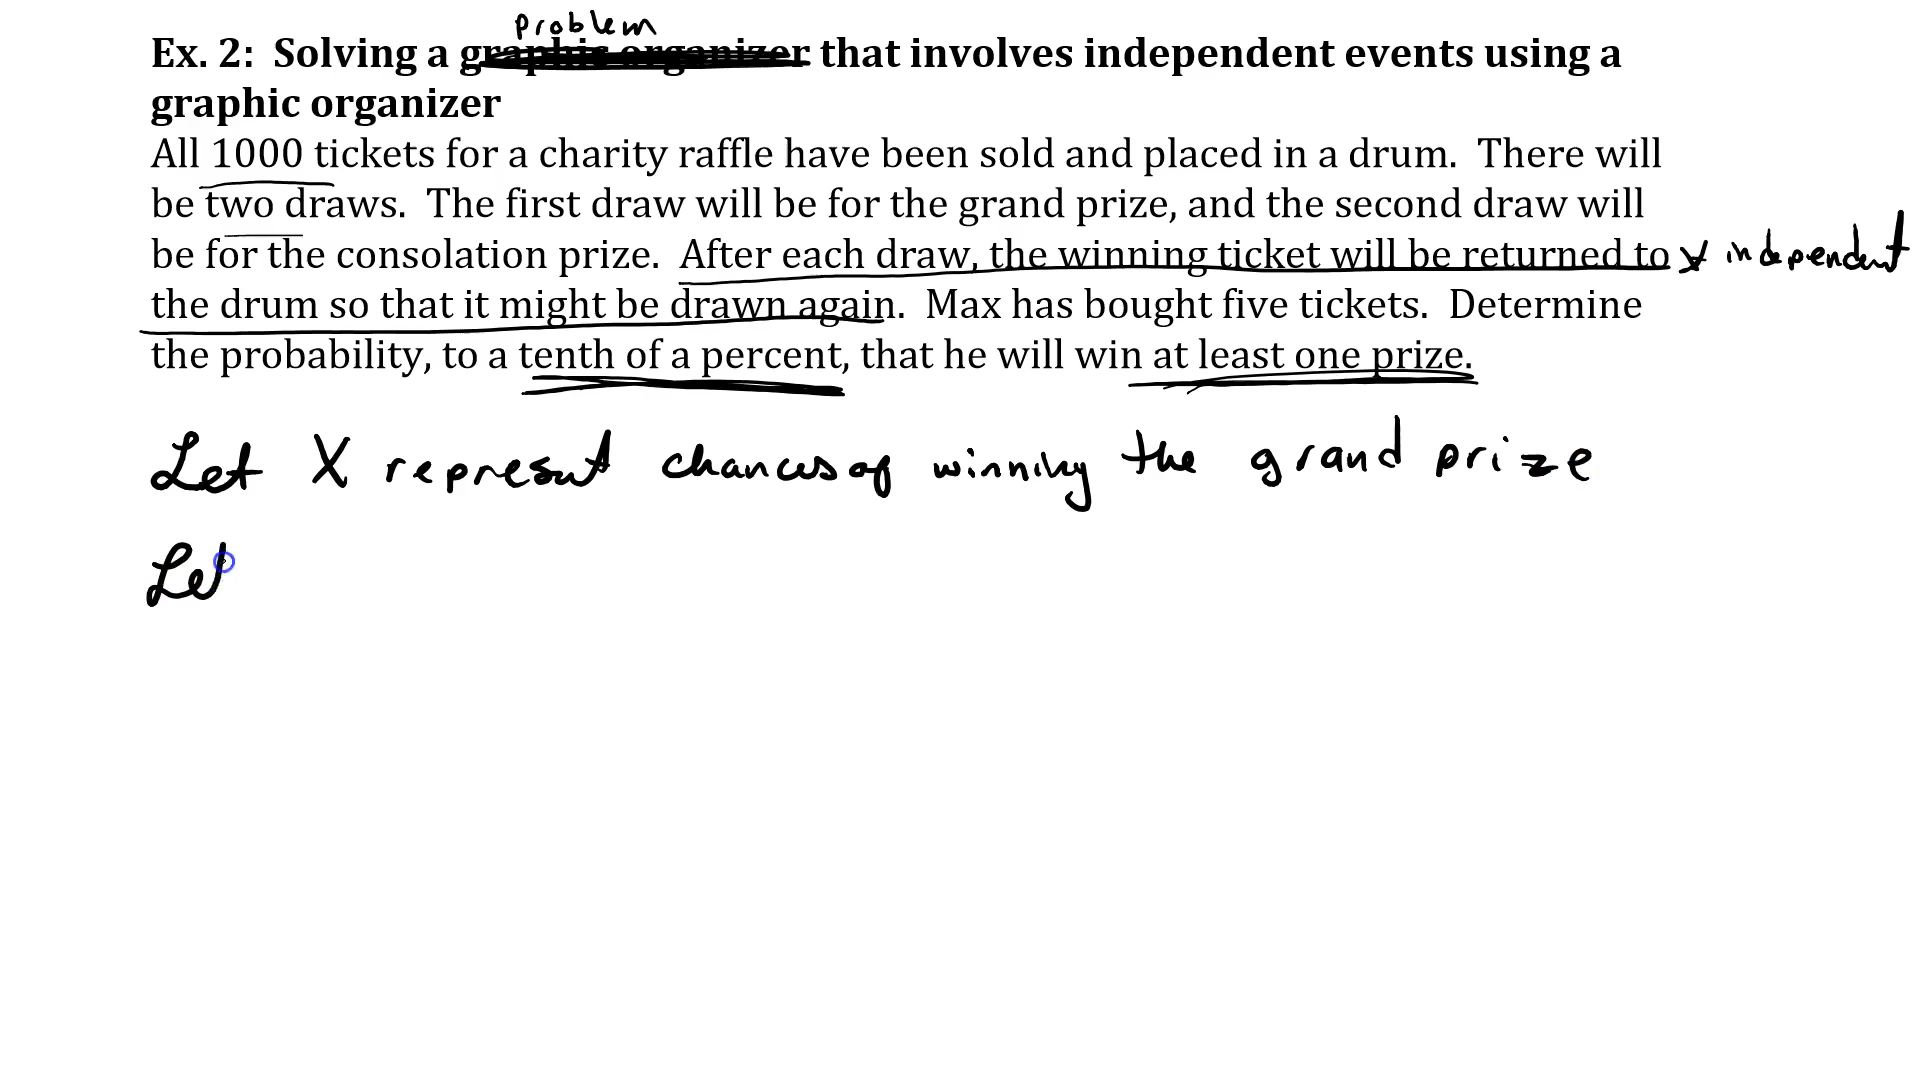 problem
Ex. 2: Solving a graphic organizer that involves independent events using a
graphic organizer
All 1000 tickets for a charity raffle have been sold and placed in a drum. There will
be two draws. The first draw will be for the grand prize, and the second draw will
be for the consolation prize. After each draw, the winning ticket will be returned to * independent
the drum so that it might be drawn again. Max has bought five tickets. Determine
the probability, to a tenth of a percent, that he will win at least one prize.
Let X represent chances of winning the grand prize
Let